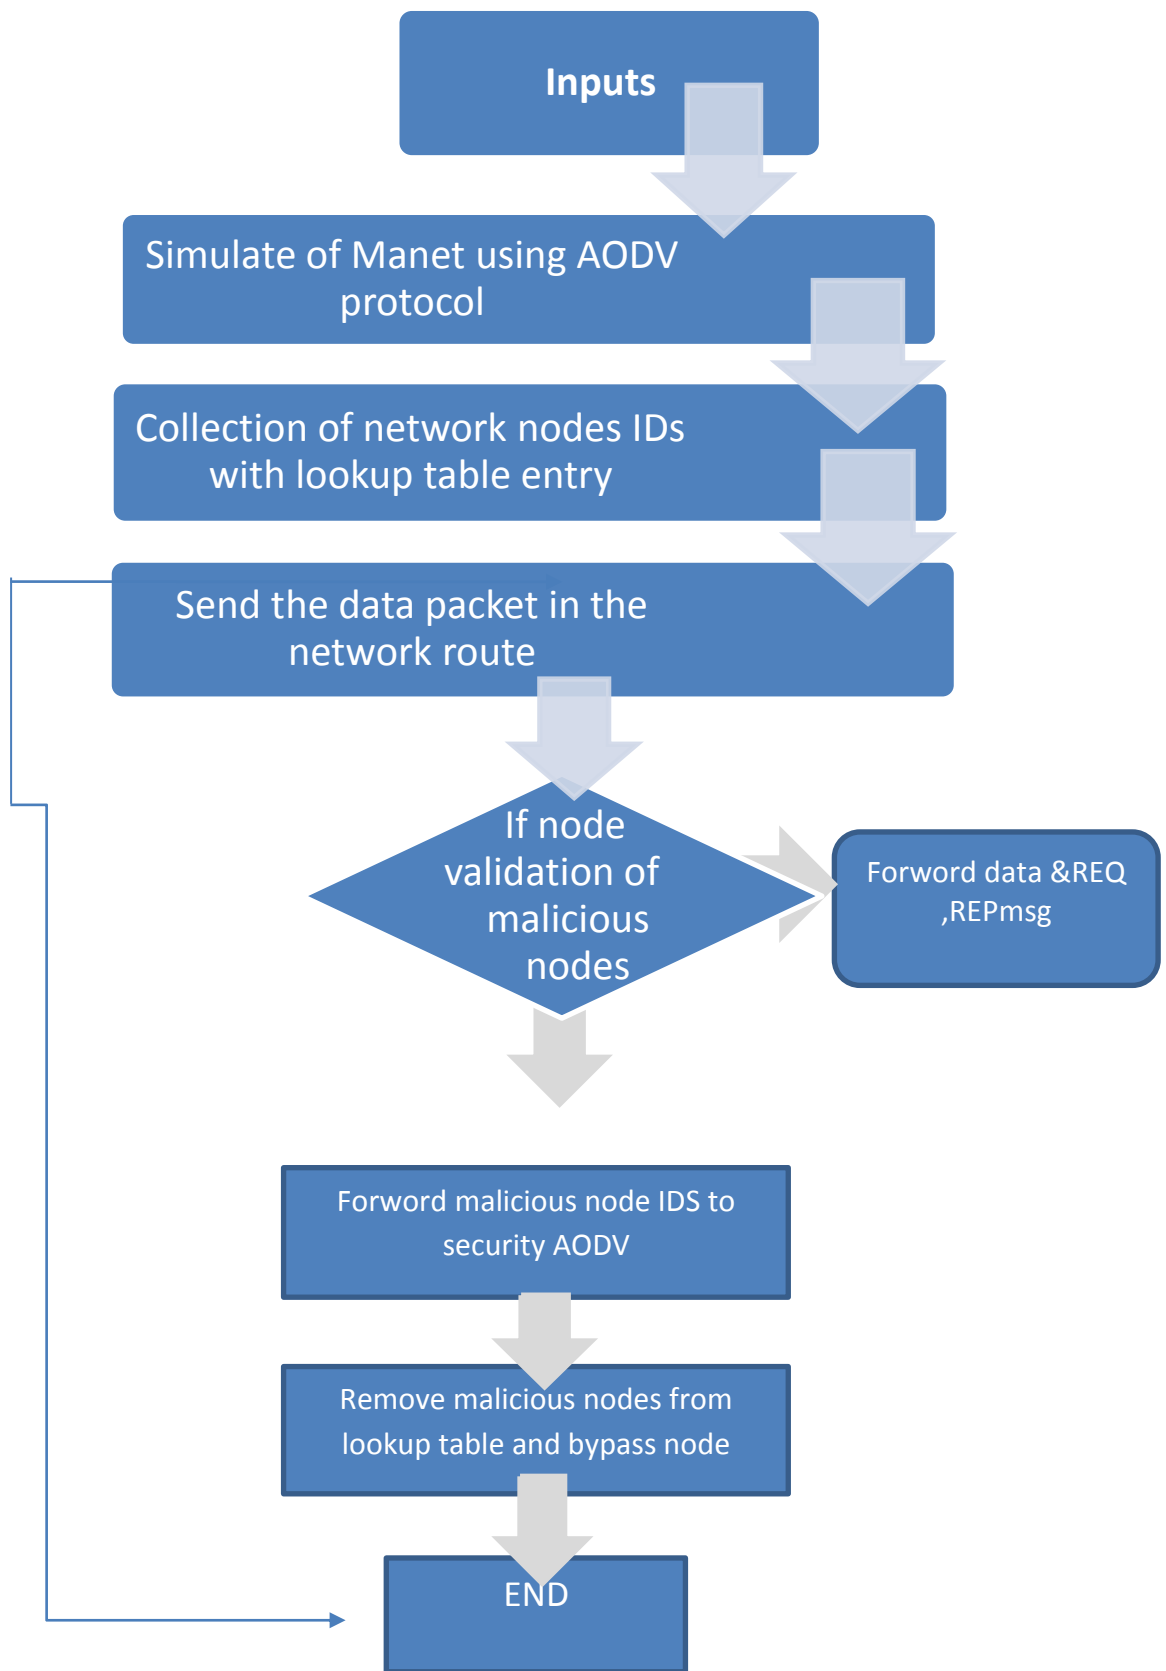 Inputs
Simulate of Manet using AODV
protocol
Collection of network nodes IDs
with lookup table entry
Send the data packet in the
network route
If node
validation of
malicious
nodes
Forword data &REQ
,REPmsg
Forword malicious node IDS to
security AODV
Remove malicious nodes from
lookup table and bypass node
END